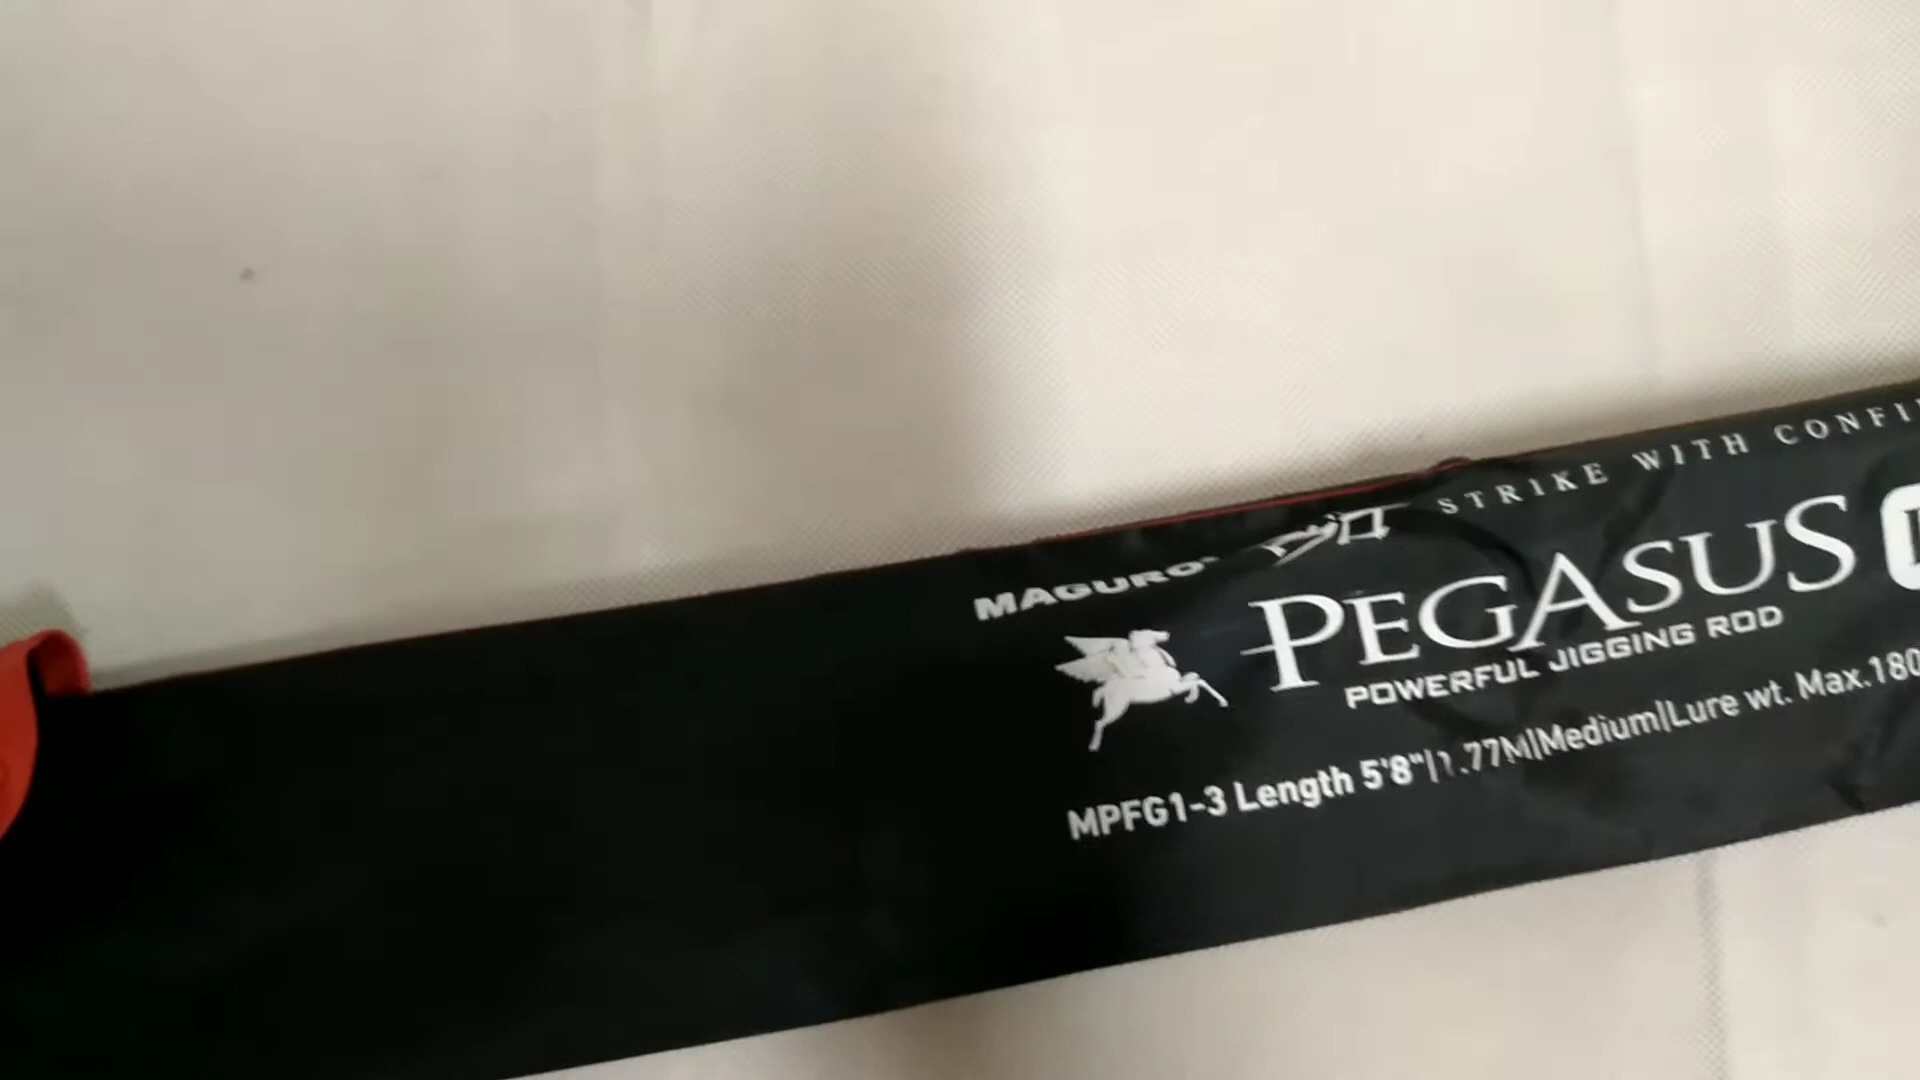 MAGURO マグロ STRIKE WITH
PEGASUS
POWERFUL JIGGING ROD
MPFG1-3 Length 5'8"|1.77M|Medium|Lure wt. Max.180